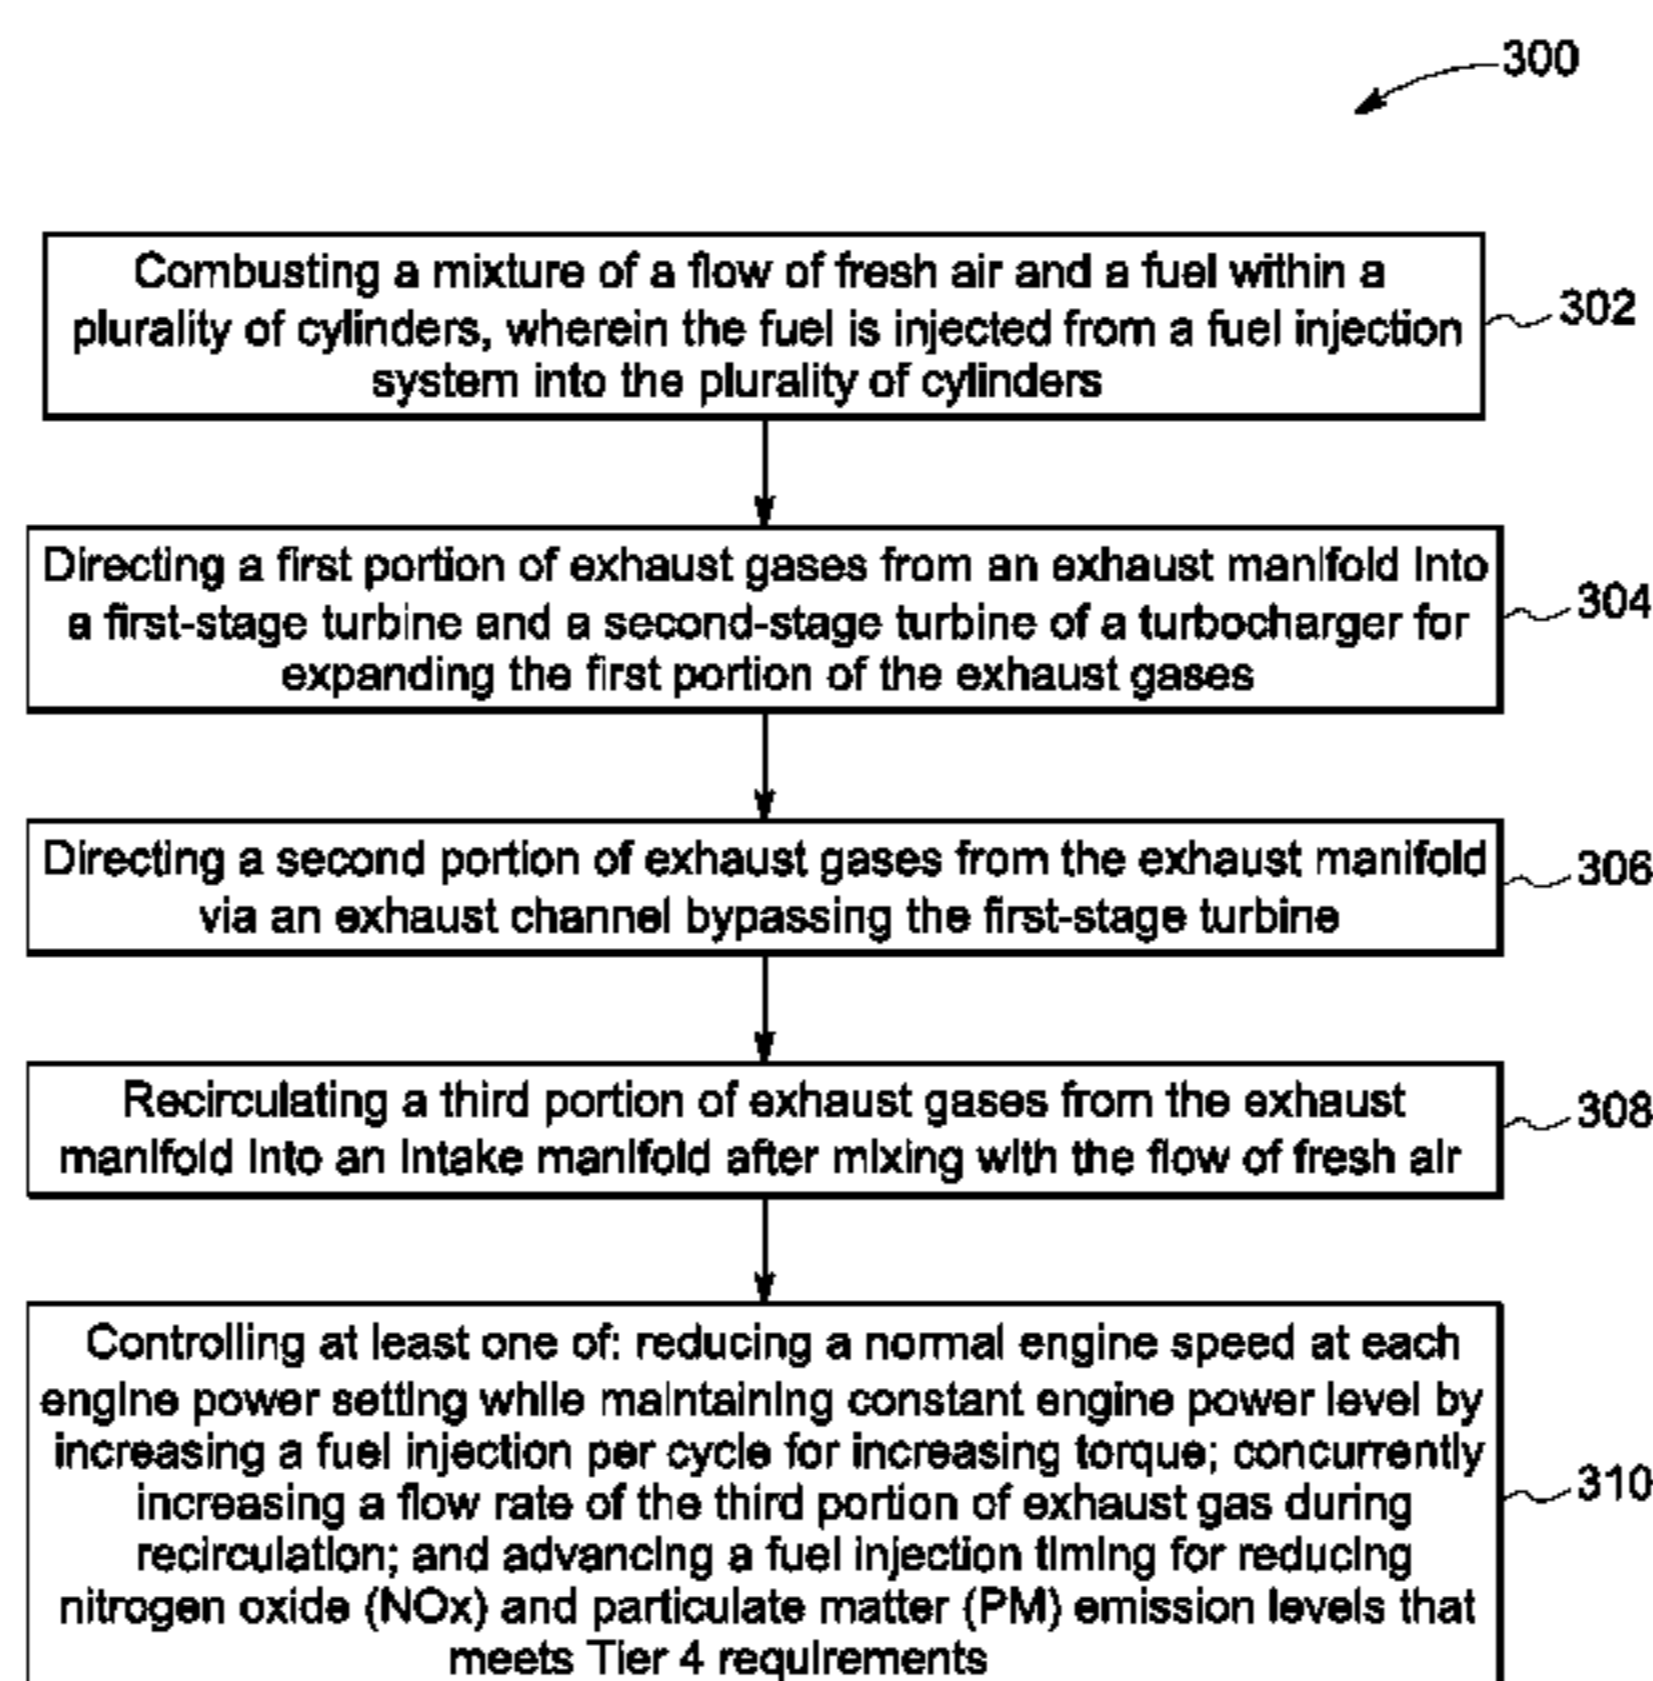 300
Combusting a mixture of a flow of fresh air and a fuel within a
plurality of cylinders, wherein the fuel is injected from a fuel injection
system into the plurality of cylinders
302
Directing a first portion of exhaust gases from an exhaust manifold into
a first-stage turbine and a second-stage turbine of a turbocharger for
expanding the first portion of the exhaust gases
304
Directing a second portion of exhaust gases from the exhaust manifold
via an exhaust channel bypassing the first-stage turbine
306
Recirculating a third portion of exhaust gases from the exhaust
manifold into an intake manifold after mixing with the flow of fresh air
308
Controlling at least one of: reducing a normal engine speed at each
engine power setting while maintaining constant engine power level by
increasing a fuel injection per cycle for increasing torque; concurrently
increasing a flow rate of the third portion of exhaust gas during
recirculation; and advancing a fuel injection timing for reducing
nitrogen oxide (NOx) and particulate matter (PM) emission levels that
meets Tier 4 requirements
310